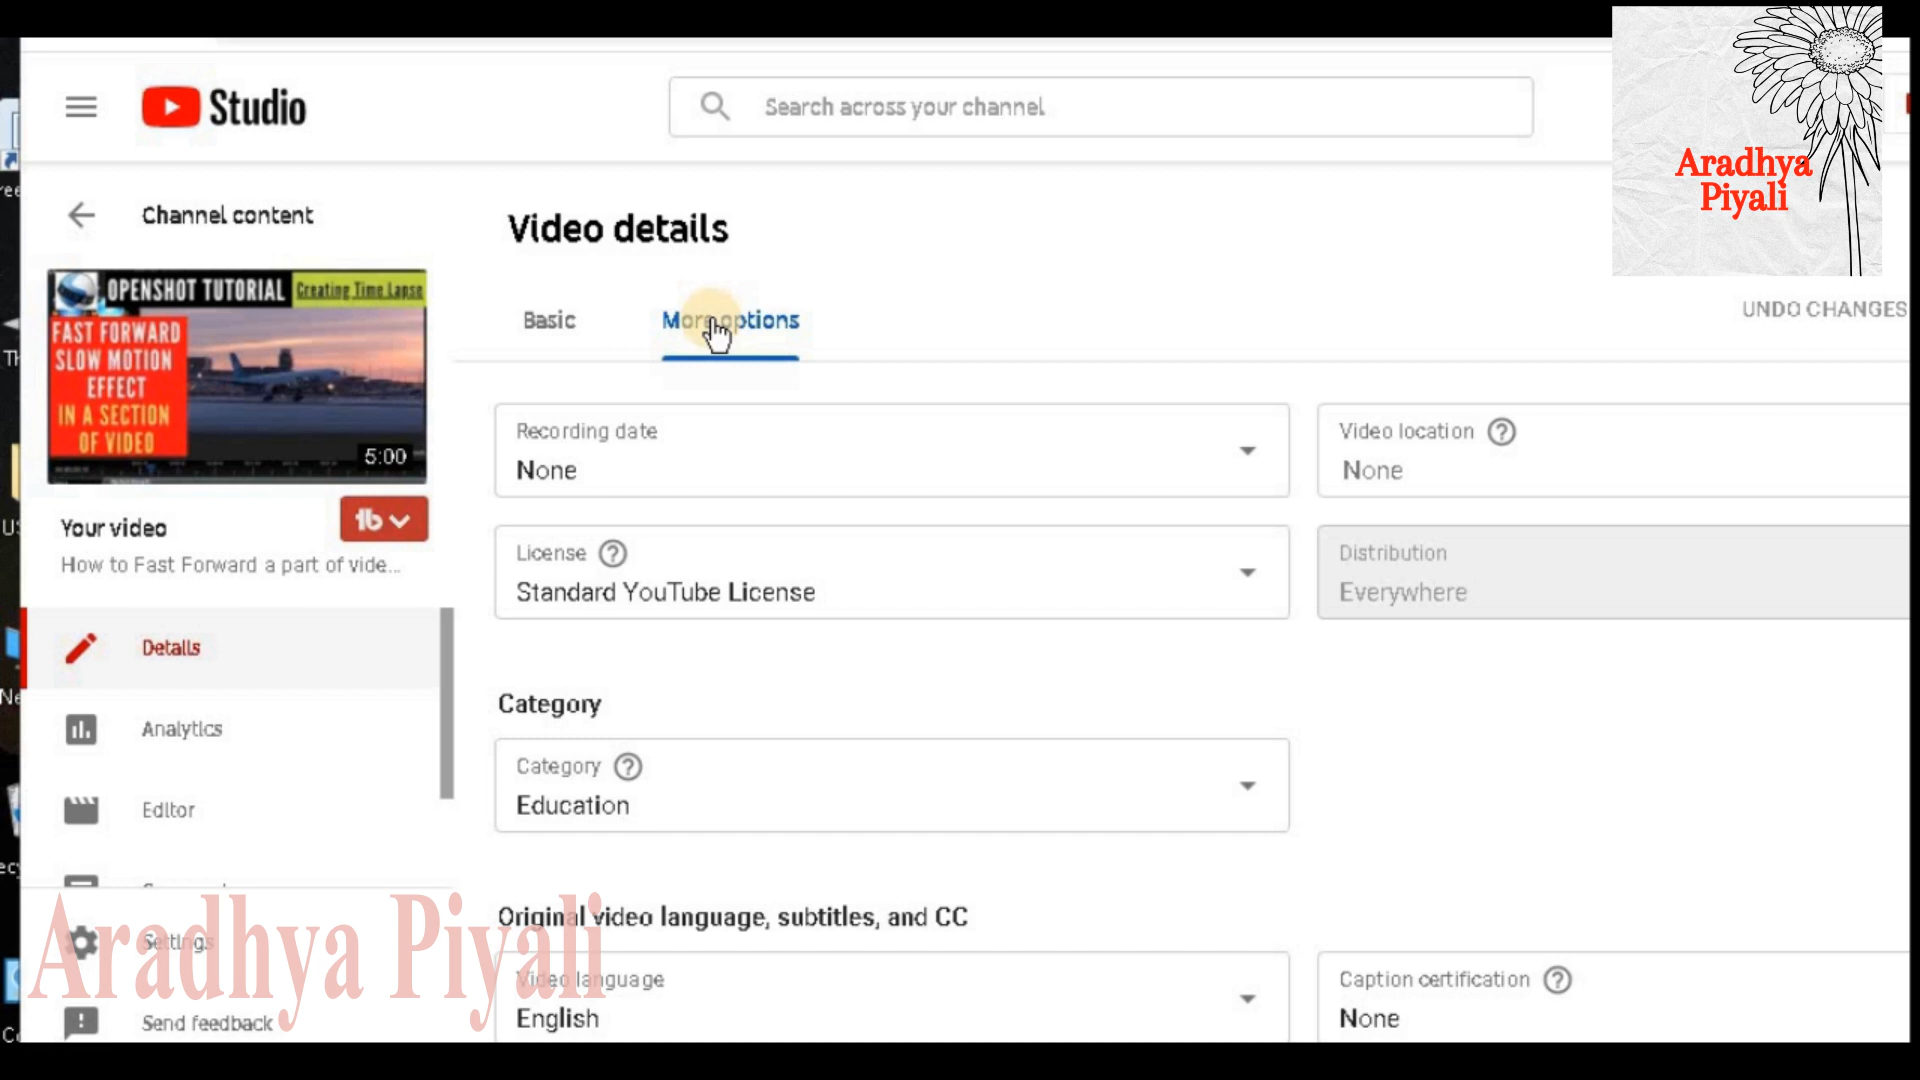 Studio
Search across your channel
Aradhya
Piyali
Channel content
Video details
OPENSHOT TUTORIAL Creating Time Lapse
FAST FORWARD
SLOW MOTION
EFFECT
IN A SECTION
OF VIDEO
5:00
Basic
More options
UNDO CHANGES
Recording date
None
Video location
None
Your video
How to Fast Forward a part of vide...
License
Standard YouTube License
Distribution
Everywhere
Details
Analytics
Editor
Category
Category
Education
Settings
Send feedback
Aradhya Piyali
Original video language, subtitles, and CC
Video language
English
Caption certification
None